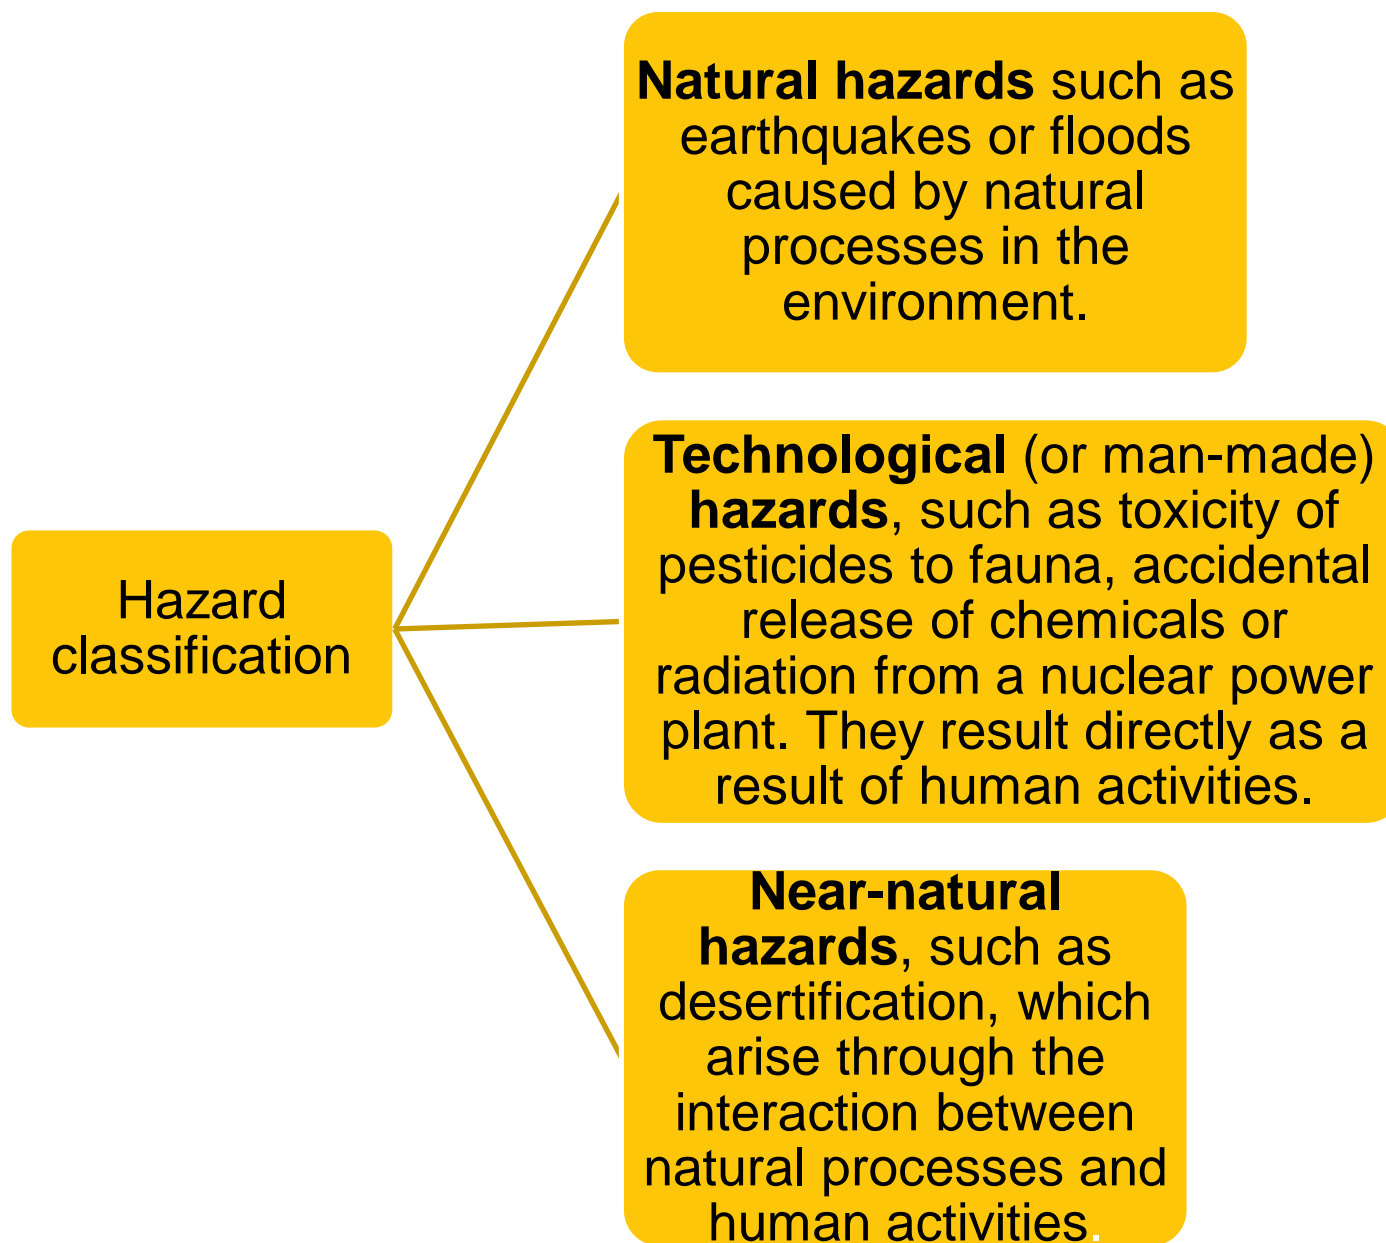 Natural hazards such as
earthquakes or floods
caused by natural
processes in the
environment.
Technological (or man-made)
hazards, such as toxicity of
pesticides to fauna, accidental
release of chemicals or
radiation from a nuclear power
plant. They result directly as a
result of human activities.
Hazard
classification
Near-natural
hazards, such as
desertification, which
arise through the
interaction between
natural processes and
human activities.